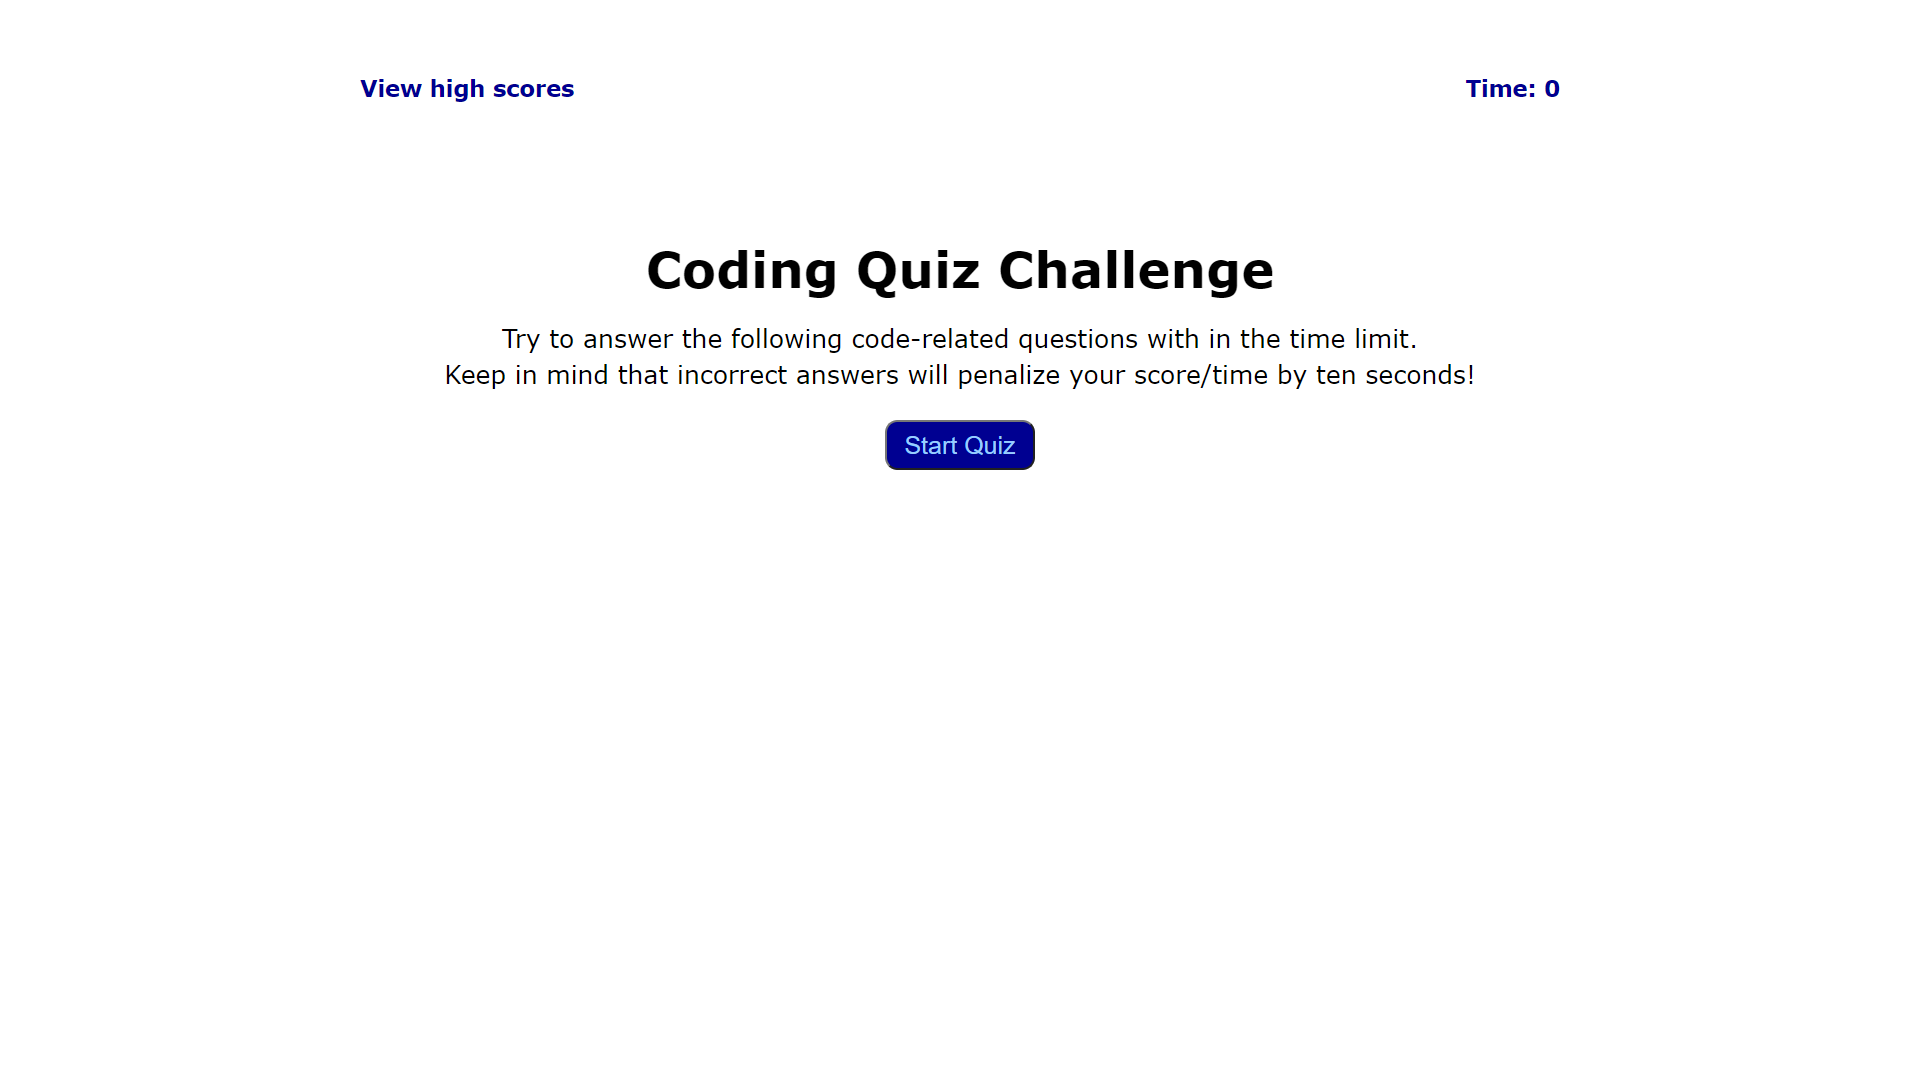 View high scores
Time: 0
Coding Quiz Challenge
Try to answer the following code-related questions with in the time limit.
Keep in mind that incorrect answers will penalize your score/time by ten seconds!
Start Quiz